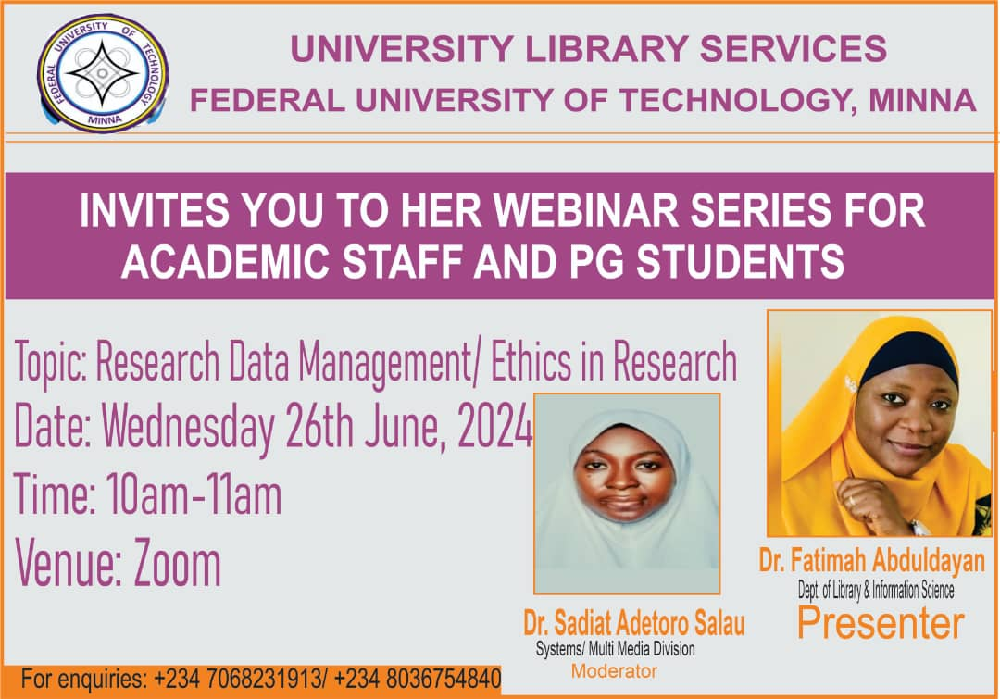 FEDERAL UNIVERSITY OF TECHNOLOGY
MINNA
UNIVERSITY LIBRARY SERVICES
FEDERAL UNIVERSITY OF TECHNOLOGY, MINNA
INVITES YOU TO HER WEBINAR SERIES FOR
ACADEMIC STAFF AND PG STUDENTS
Topic: Research Data Management/ Ethics in Research
Date: Wednesday 26th June, 2024
Time: 10am-11am
Venue: Zoom
Dr. Fatimah Abduldayan
Dept. of Library & Information Science
Presenter
Dr. Sadiat Adetoro Salau
Systems/ Multi Media Division
Moderator
For enquiries: +234 7068231913/ +234 8036754840